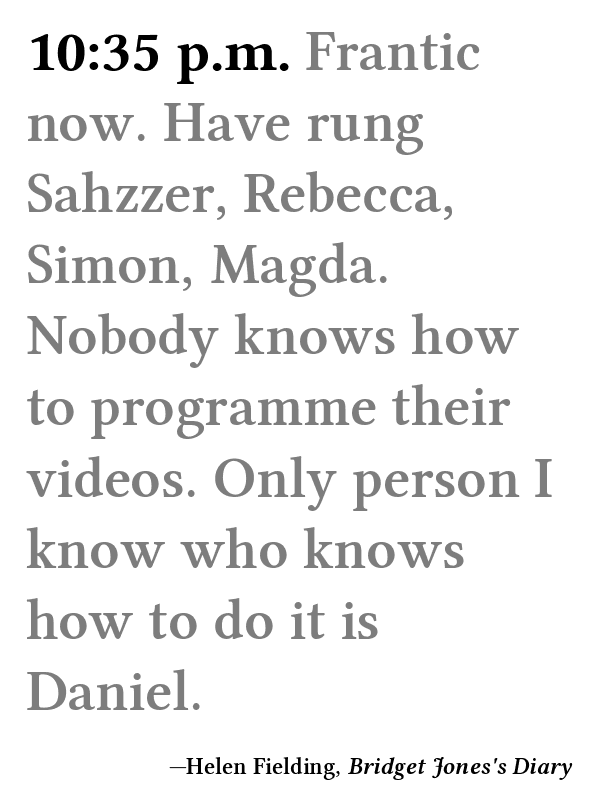 10:35 p.m. Frantic
now. Have rung
Sahzzer, Rebecca,
Simon, Magda.
Nobody knows how
to programme their
videos. Only person I
know who knows
how to do it is
Daniel.
—Helen Fielding, Bridget Jones's Diary